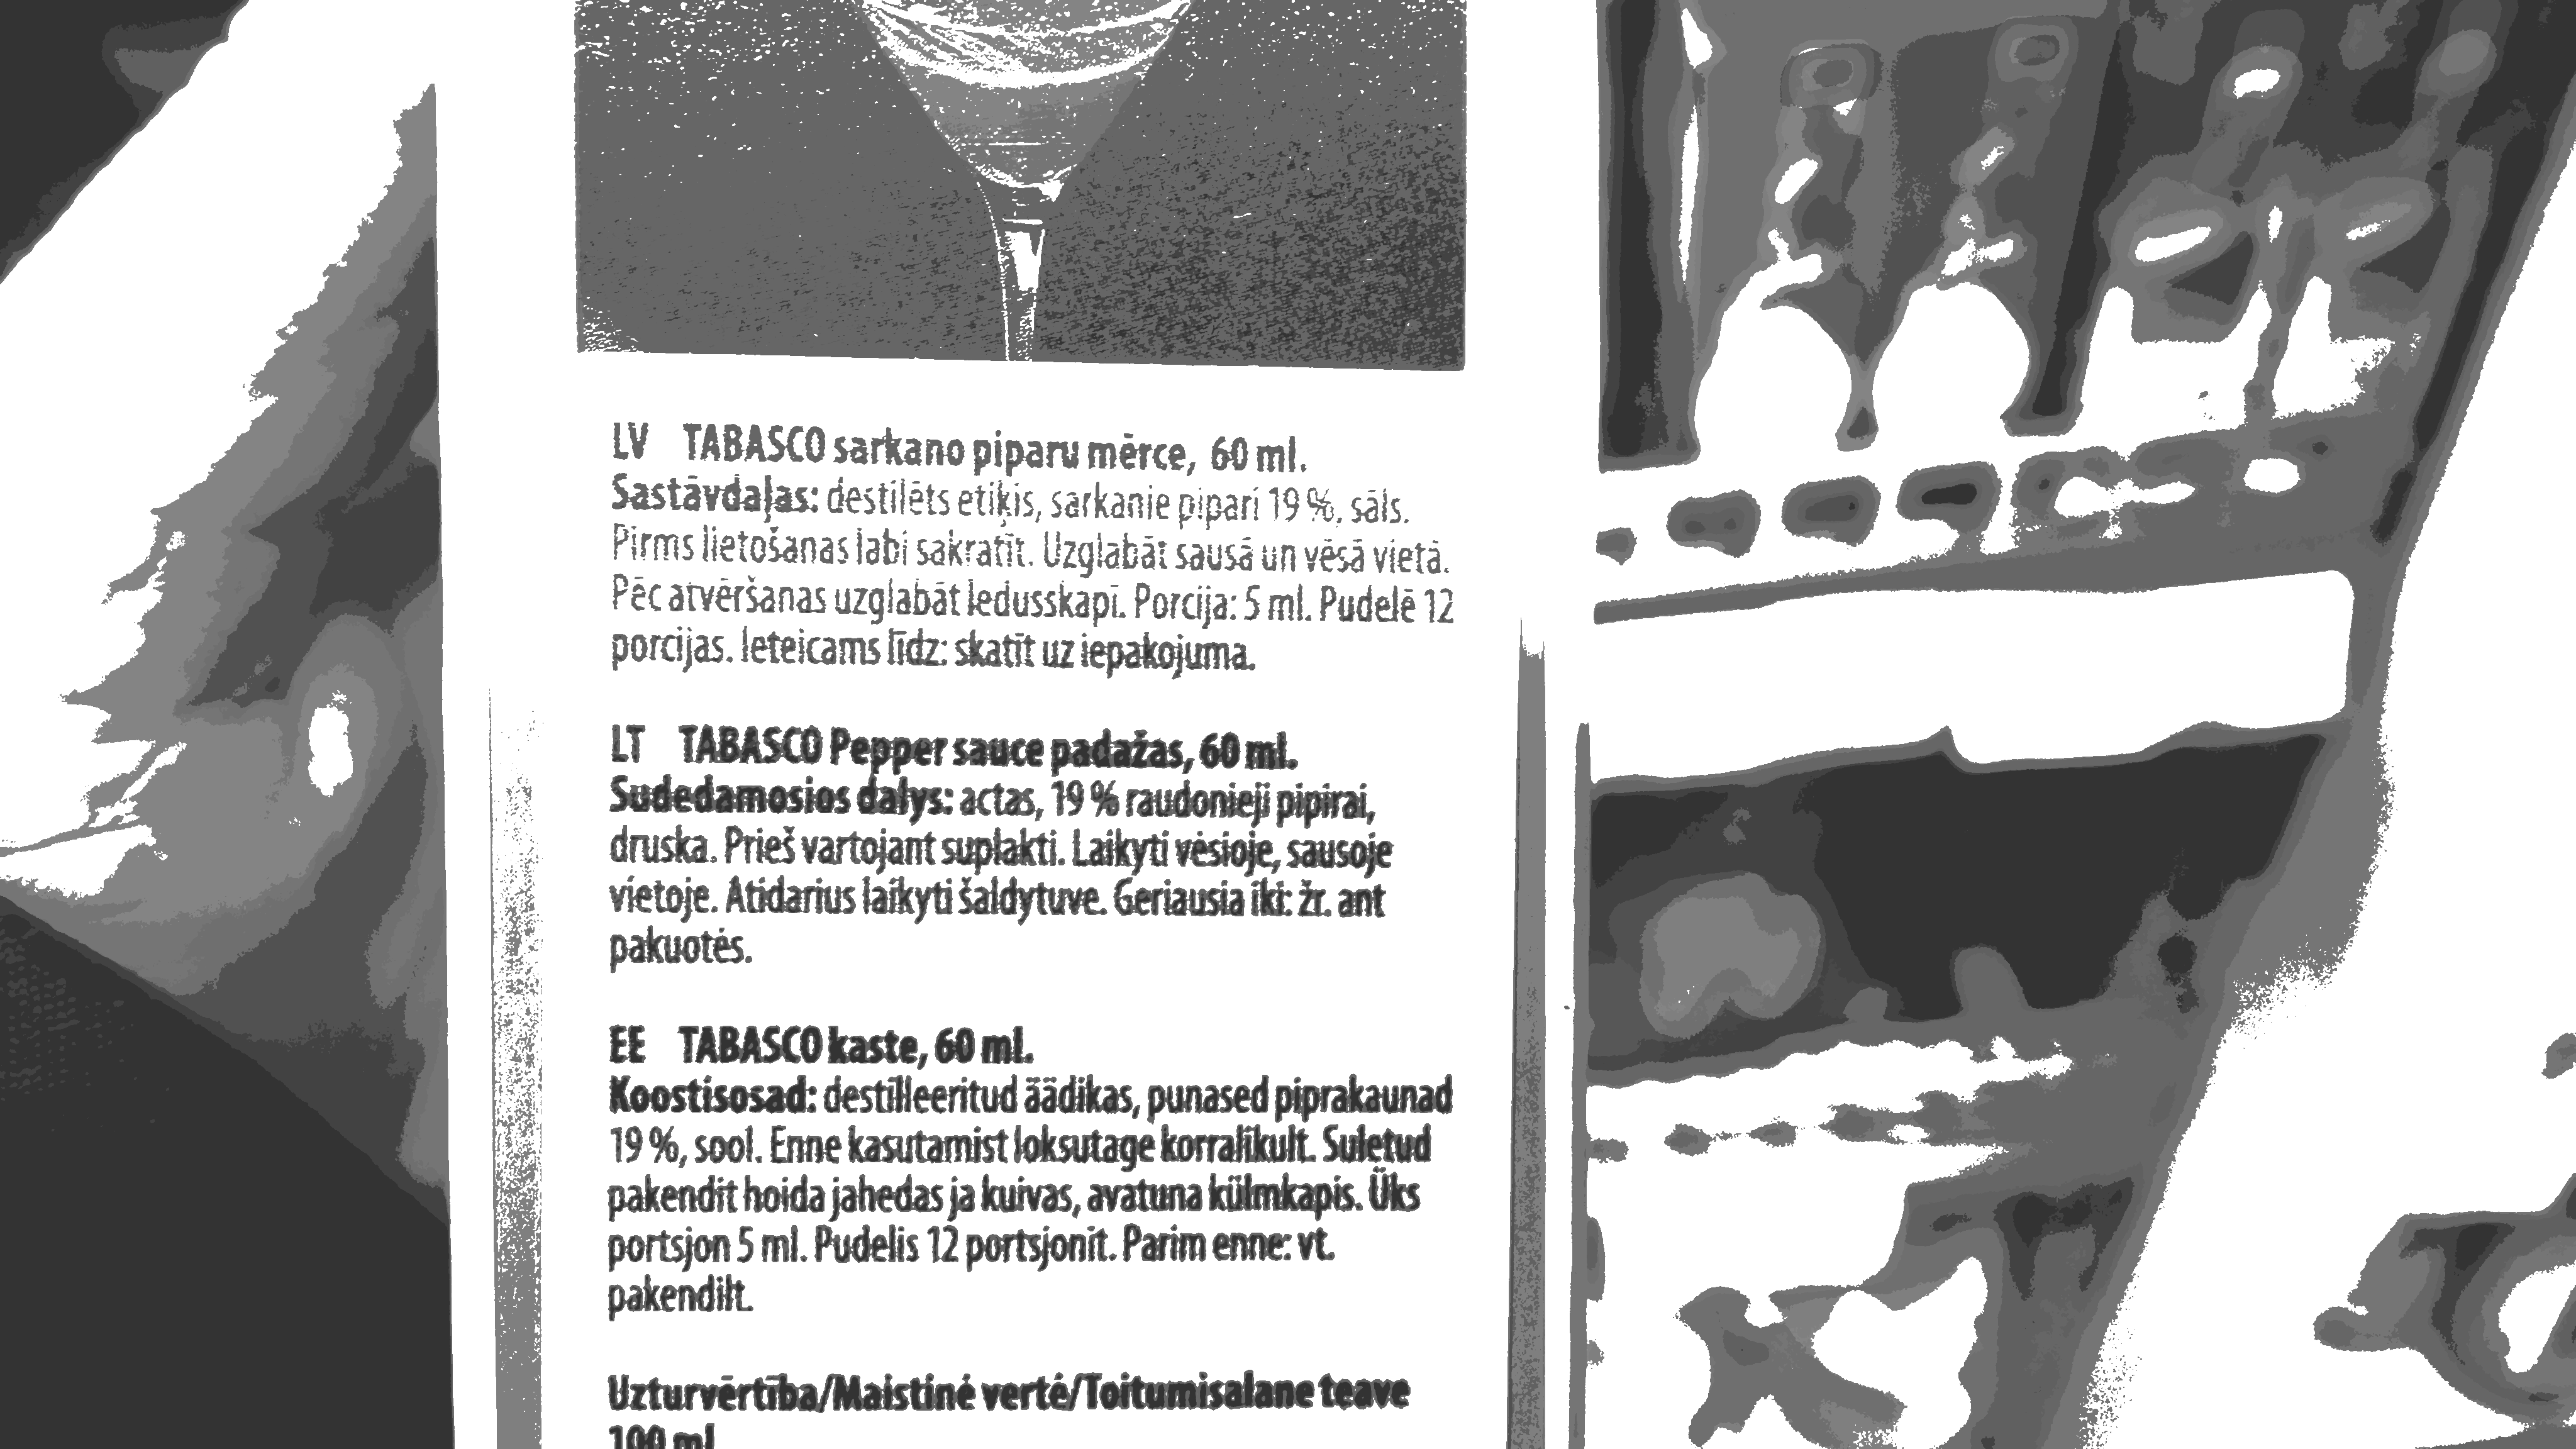 LV TABASCO sarkano piparu mērce, 60 ml.
Sastāvdaļas: destilēts etiķis, sarkanie pipari 19 %, sāls.
Pirms lietošanas labi sakratīt. Uzglabāt sausā un vēsā vietā.
Pēc atvēršanas uzglabāt ledusskapī. Porcija: 5 ml. Pudelē 12
porcijas. Ieteicams līdz: skatīt uz iepakojuma.
LT TABASCO Pepper sauce padažas, 60 ml.
Sudedamosios dalys: actas, 19 % raudonieji pipirai,
druska. Prieš vartojant suplakti. Laikyti vėsioje, sausoje
vietoje. Atidarius laikyti šaldytuve. Geriausia iki: žr. ant
pakuotės.
EE TABASCO kaste, 60 ml.
Koostisosad: destilleeritud äädikas, punased piprakaunad
19 %, sool. Enne kasutamist loksutage korralikult. Suletud
pakendit hoida jahedas ja kuivas, avatuna külmkapis. Üks
portsjon 5 ml. Pudelis 12 portsjonit. Parim enne: vt.
pakendilt.
Uzturvērtība/Maistinė vertė/Toitumisalane teave
100 ml